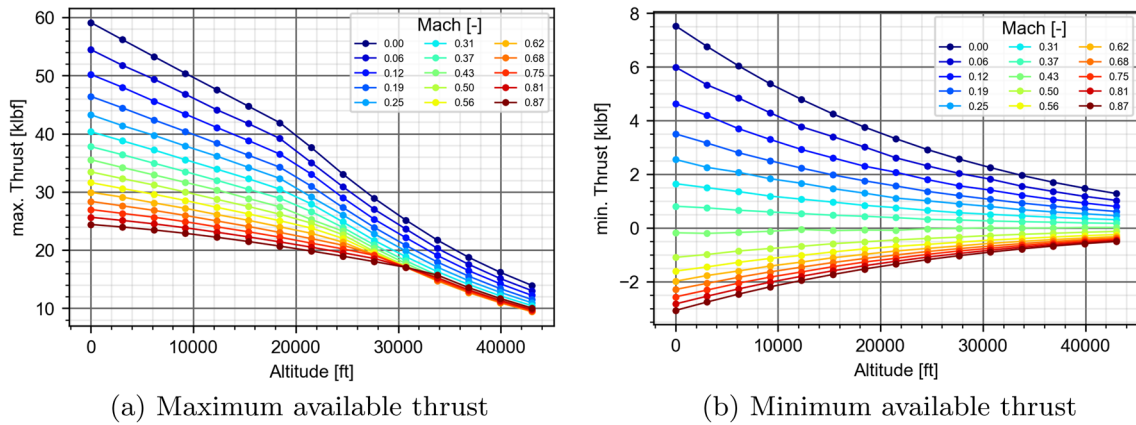 max. Thrust [klbf]
60
50
40
30
20
10
Mach [-]
0.00 0.31 0.62
0.06 0.37 0.68
0.12 0.43 0.75
0.19 0.50 0.81
0.25 0.56 0.87
0 10000 20000 30000 40000
Altitude [ft]
(a) Maximum available thrust
min. Thrust [klbf]
8
6
4
2
0
−2
Mach [-]
0.00 0.31 0.62
0.06 0.37 0.68
0.12 0.43 0.75
0.19 0.50 0.81
0.25 0.56 0.87
0 10000 20000 30000 40000
Altitude [ft]
(b) Minimum available thrust